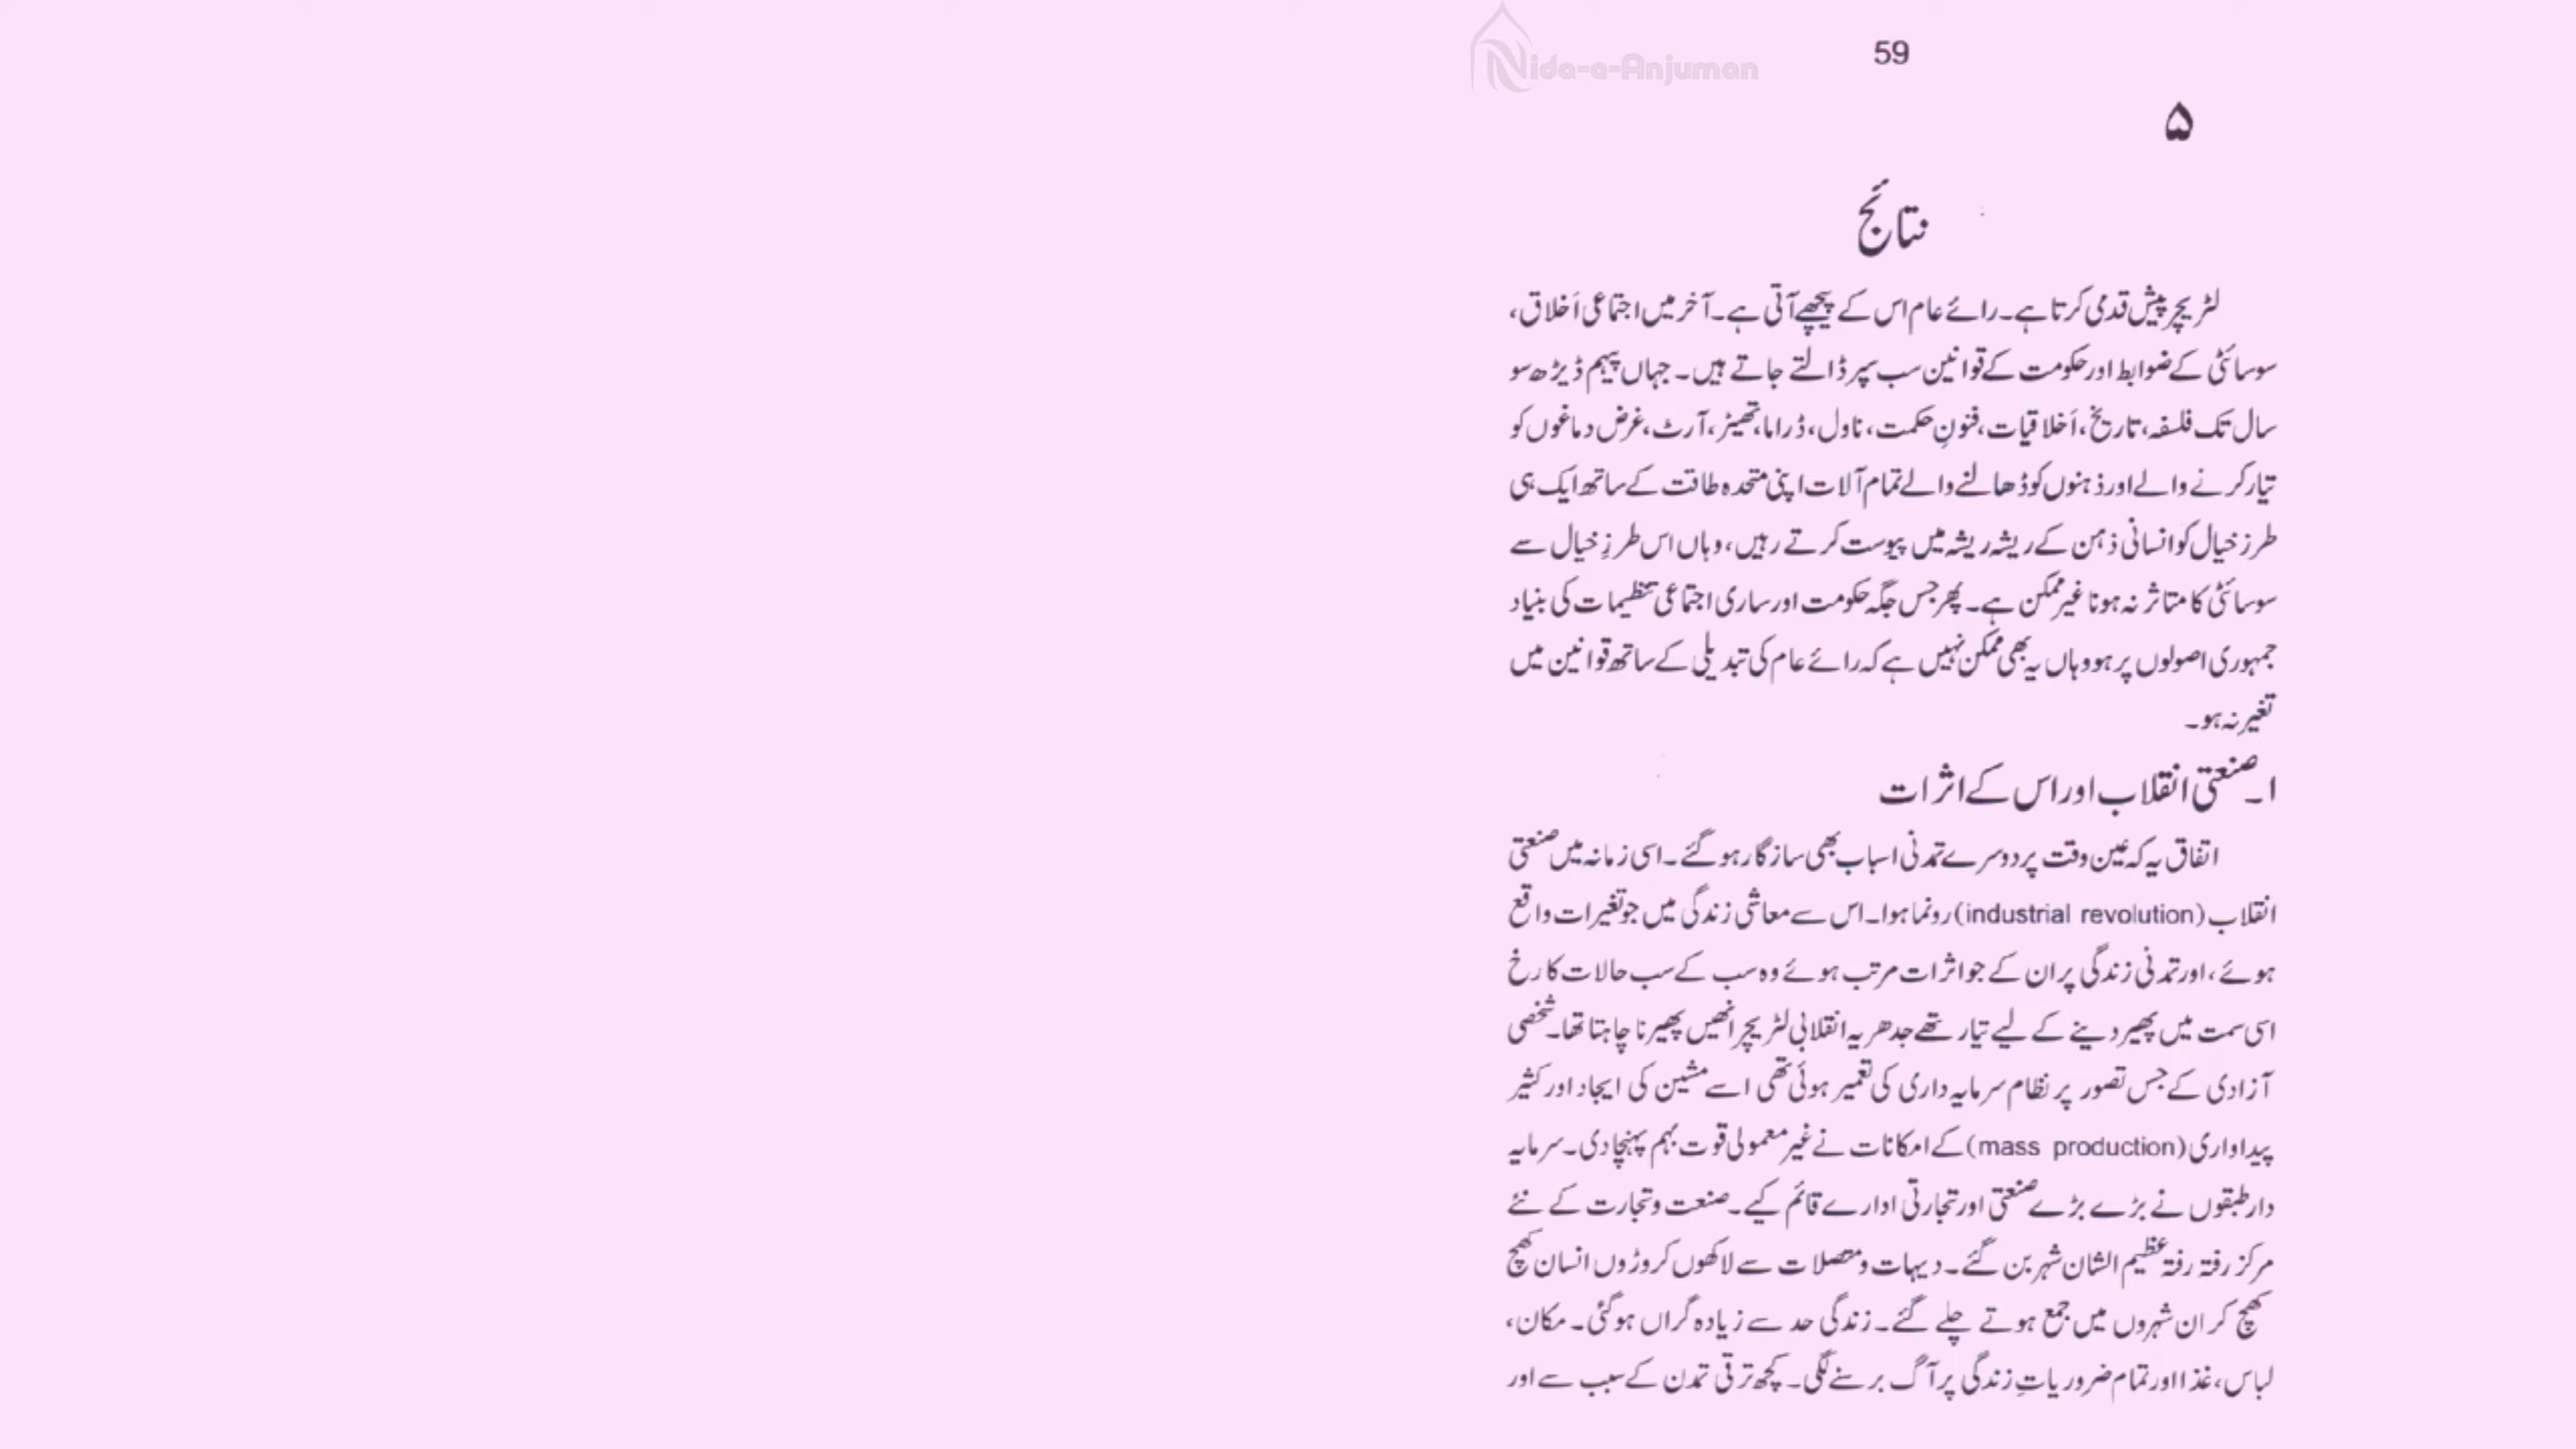 Nida-e-Anjuman
59
۵
نتائج
لٹریچر پیش قدمی کرتا ہے۔ رائے عام اس کے پیچھے آتی ہے۔ آخر میں اجتماعی اَخلاق،
سوسائٹی کے ضوابط اور حکومت کے قوانین سب سپر ڈالتے جاتے ہیں۔ جہاں پیہم ڈیڑھ سو
سال تک فلسفہ، تاریخ، اَخلاقیات، فنونِ حکمت، ناول، ڈراما، تھیٹر، آرٹ، غرض دماغوں کو
تیار کرنے والے اور ذہنوں کو ڈھالنے والے تمام آلات اپنی متحدہ طاقت کے ساتھ ایک ہی
طرز خیال کو انسانی ذہن کے ریشہ ریشہ میں پیوست کرتے رہیں، وہاں اس طرزِ خیال سے
سوسائٹی کا متاثر نہ ہونا غیر ممکن ہے۔ پھر جس جگہ حکومت اور ساری اجتماعی تنظیمات کی بنیاد
جمہوری اصولوں پر ہو وہاں یہ بھی ممکن نہیں ہے کہ رائے عام کی تبدیلی کے ساتھ قوانین میں
تغیر نہ ہو۔
۱۔ صنعتی انقلاب اور اس کے اثرات
اتفاق یہ کہ عین وقت پر دوسرے تمدنی اسباب بھی سازگار ہو گئے۔ اسی زمانہ میں صنعتی
انقلاب (industrial revolution) رونما ہوا۔ اس سے معاشی زندگی میں جو تغیرات واقع
ہوئے، اور تمدنی زندگی پر ان کے جو اثرات مرتب ہوئے وہ سب کے سب حالات کا رخ
اسی سمت میں پھیر دینے کے لیے تیار تھے جدھر یہ انقلابی لٹریچر انھیں پھیرنا چاہتا تھا۔ شخصی
آزادی کے جس تصور پر نظام سرمایہ داری کی تعمیر ہوئی تھی اسے مشین کی ایجاد اور کثیر
پیداواری (mass production) کے امکانات نے غیر معمولی قوت بہم پہنچا دی۔ سرمایہ
دار طبقوں نے بڑے بڑے صنعتی اور تجارتی ادارے قائم کیے۔ صنعت و تجارت کے نئے
مرکز رفتہ رفتہ عظیم الشان شہر بن گئے۔ دیہات و متصلات سے لاکھوں کروڑوں انسان کھچ
کھچ کر ان شہروں میں جمع ہوتے چلے گئے۔ زندگی حد سے زیادہ گراں ہو گئی۔ مکان،
لباس، غذا اور تمام ضروریاتِ زندگی پر آگ برسنے لگی۔ کچھ ترقی تمدن کے سبب سے اور